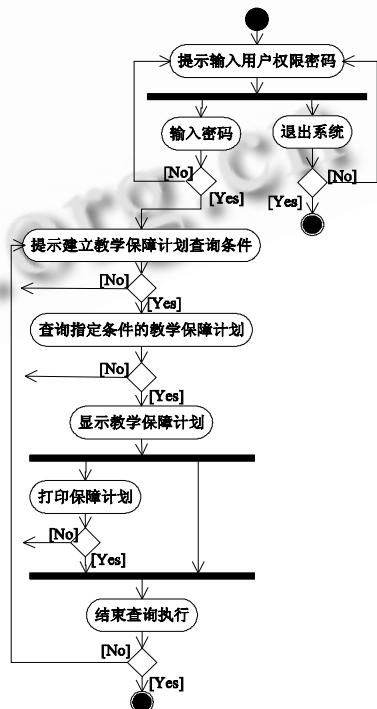 提示输入用户权限密码
输入密码
退出系统
[No]
[No]
[Yes]
[Yes]
提示建立教学保障计划查询条件
[No]
[Yes]
查询指定条件的教学保障计划
[No]
[Yes]
显示教学保障计划
打印保障计划
[No]
[Yes]
结束查询执行
[No]
[Yes]